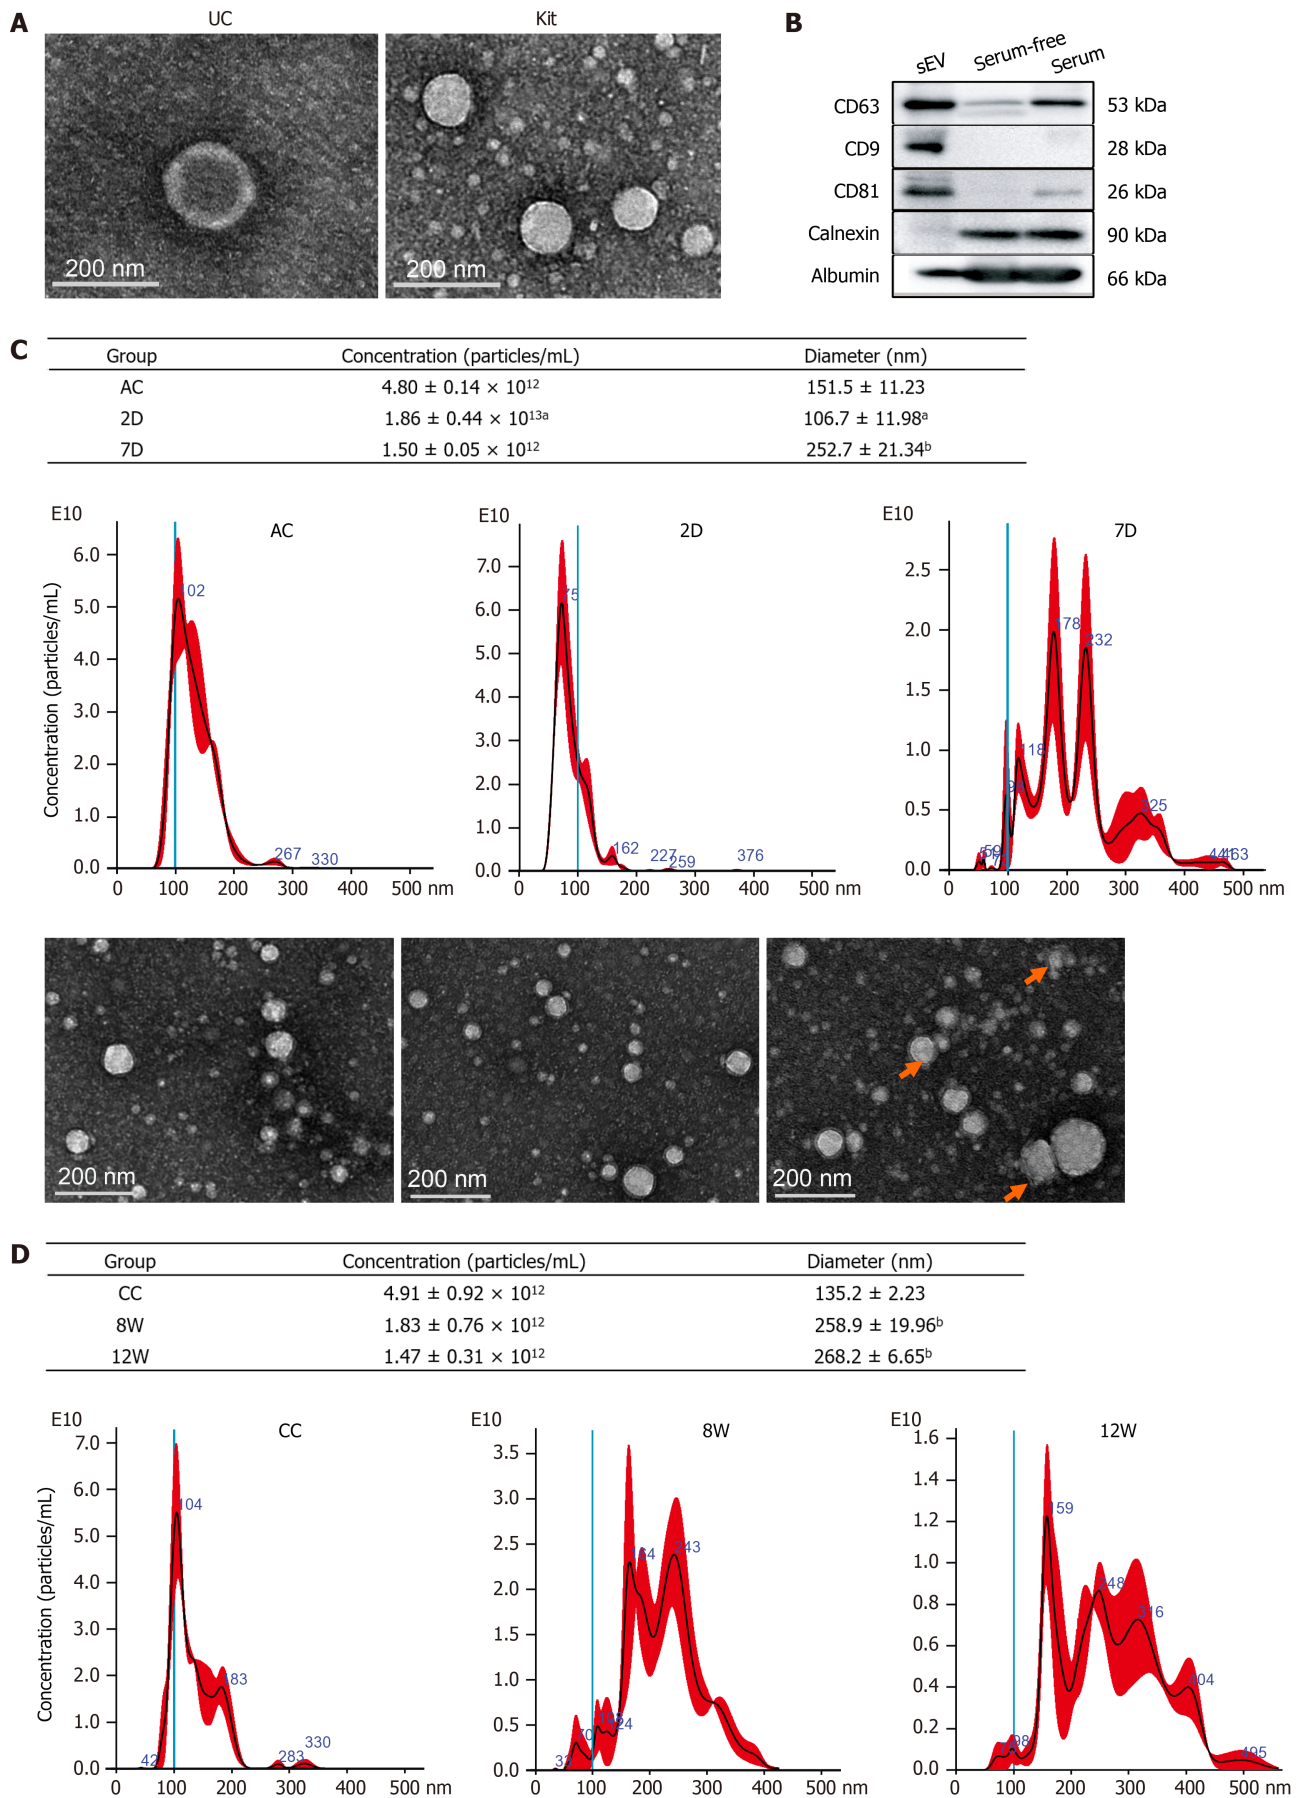 A
UC
Kit
200 nm
200 nm
B
sEV
Serum-free
Serum
CD63
53 kDa
CD9
28 kDa
CD81
26 kDa
Calnexin
90 kDa
Albumin
66 kDa
C
Group Concentration (particles/mL) Diameter (nm)
AC 4.80 ± 0.14 × 10¹² 151.5 ± 11.23
2D 1.86 ± 0.44 × 10¹³ᵃ 106.7 ± 11.98ᵃ
7D 1.50 ± 0.05 × 10¹² 252.7 ± 21.34ᵇ
E10
AC
Concentration (particles/mL)
6.0
5.0
4.0
3.0
2.0
1.0
0.0
102
267
330
0 100 200 300 400 500 nm
E10
2D
7.0
6.0
5.0
4.0
3.0
2.0
1.0
0.0
75
162
227
259
376
0 100 200 300 400 500 nm
E10
7D
2.5
2.0
1.5
1.0
0.5
0.0
178
232
118
59
325
441
463
0 100 200 300 400 500 nm
200 nm
200 nm
200 nm
D
Group Concentration (particles/mL) Diameter (nm)
CC 4.91 ± 0.92 × 10¹² 135.2 ± 2.23
8W 1.83 ± 0.76 × 10¹² 258.9 ± 19.96ᵇ
12W 1.47 ± 0.31 × 10¹² 268.2 ± 6.65ᵇ
E10
CC
Concentration (particles/mL)
7.0
6.0
5.0
4.0
3.0
2.0
1.0
0.0
104
183
42
283
330
0 100 200 300 400 500 nm
E10
8W
3.5
3.0
2.5
2.0
1.5
1.0
0.5
0.0
164
243
70
124
0 100 200 300 400 500 nm
E10
12W
1.6
1.4
1.2
1.0
0.8
0.6
0.4
0.2
0.0
159
248
316
404
98
495
0 100 200 300 400 500 nm